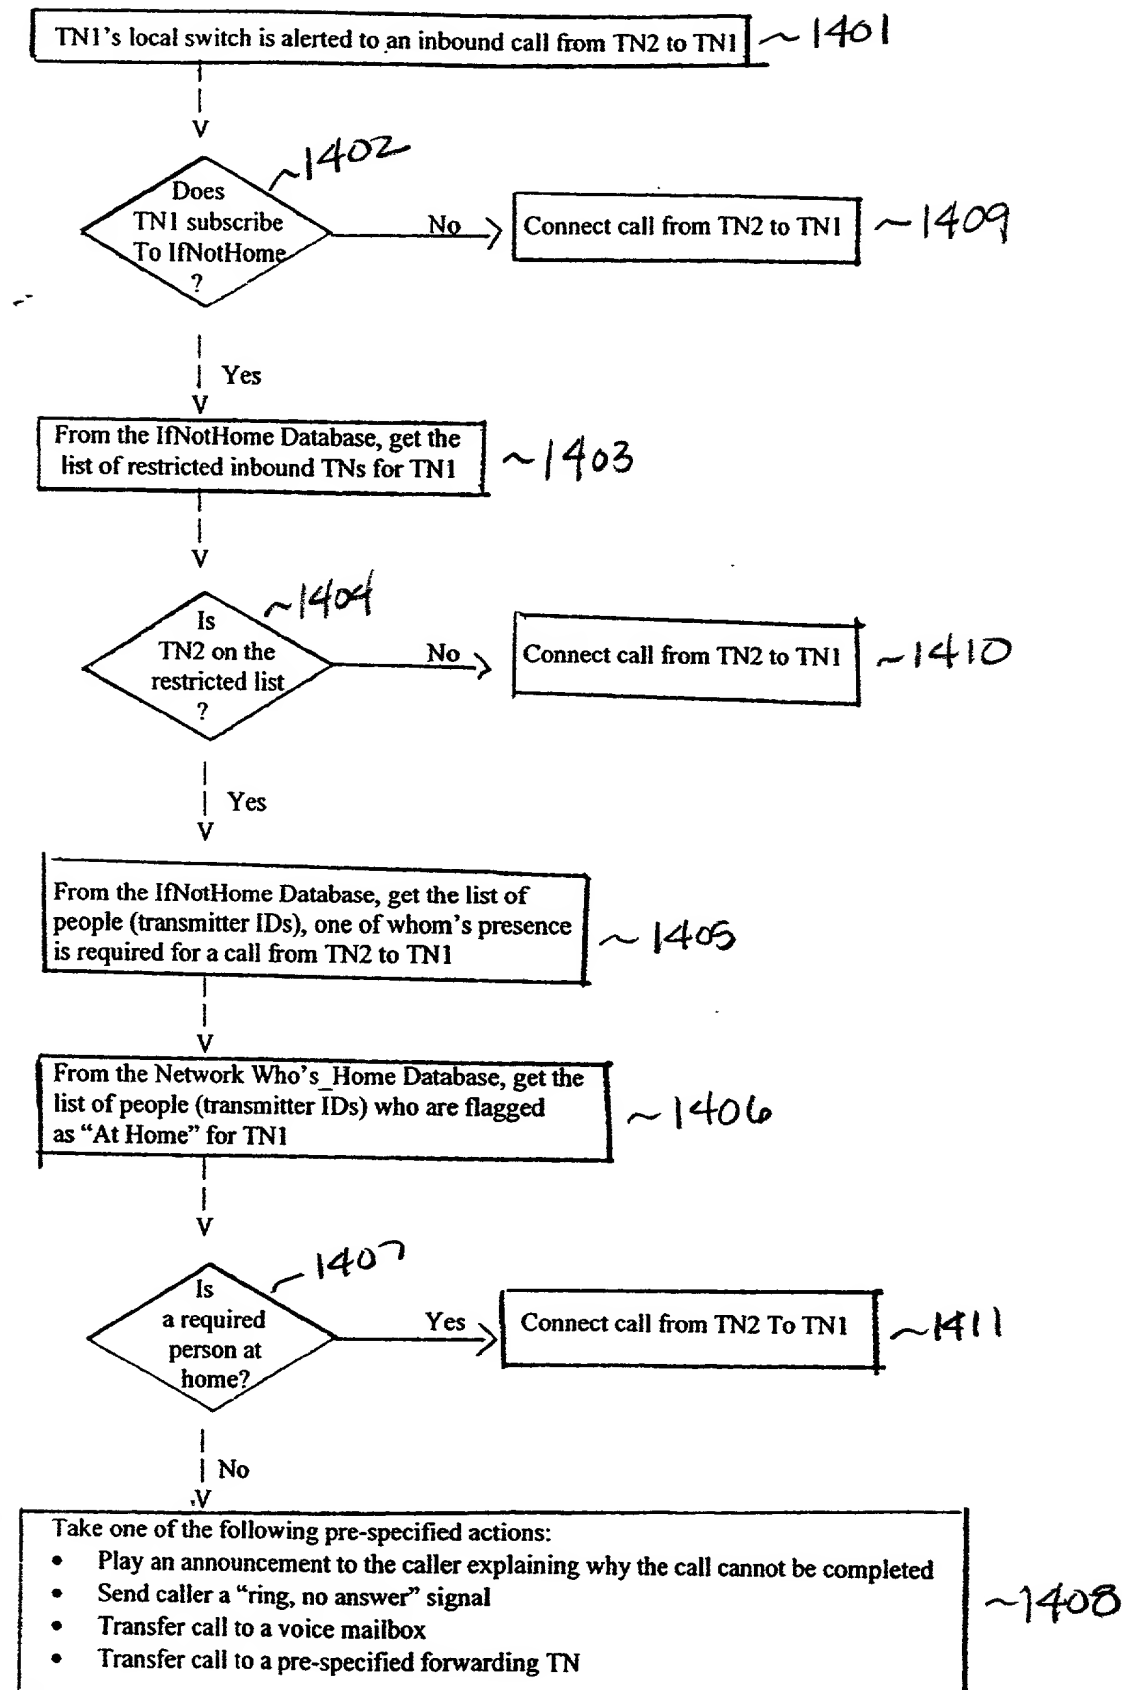 TN1's local switch is alerted to an inbound call from TN2 to TN1 ~1401
V
~1402
Does
TN1 subscribe
To IfNotHome
?
No
Connect call from TN2 to TN1 ~1409
Yes
V
From the IfNotHome Database, get the
list of restricted inbound TNs for TN1
~1403
V
~1404
Is
TN2 on the
restricted list
?
No
Connect call from TN2 to TN1 ~1410
Yes
V
From the IfNotHome Database, get the list of
people (transmitter IDs), one of whom's presence
is required for a call from TN2 to TN1
~1405
V
From the Network Who's_Home Database, get the
list of people (transmitter IDs) who are flagged
as “At Home” for TN1
~1406
V
~1407
Is
a required
person at
home?
Yes
Connect call from TN2 To TN1 ~1411
No
V
Take one of the following pre-specified actions:
• Play an announcement to the caller explaining why the call cannot be completed
• Send caller a “ring, no answer” signal
• Transfer call to a voice mailbox
• Transfer call to a pre-specified forwarding TN
~1408